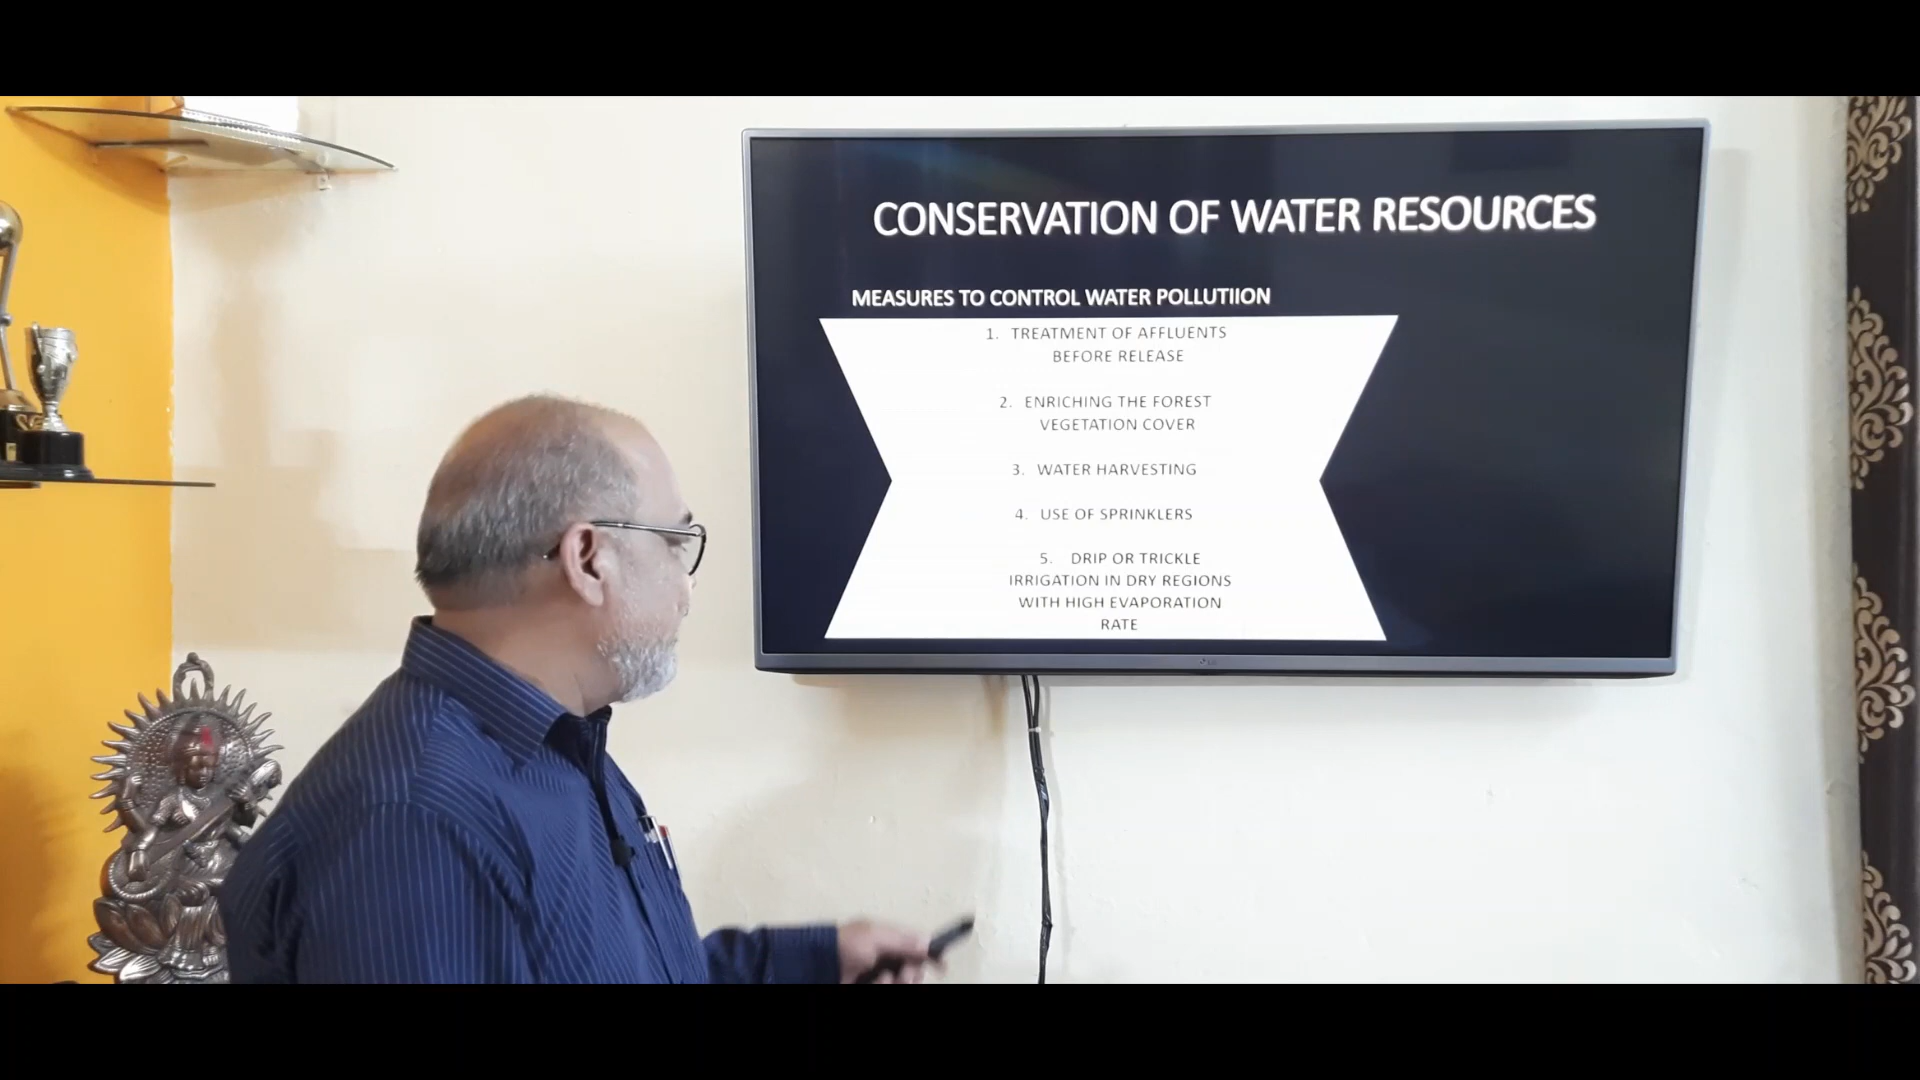 CONSERVATION OF WATER RESOURCES
MEASURES TO CONTROL WATER POLLUTIION
1. TREATMENT OF AFFLUENTS
BEFORE RELEASE
2. ENRICHING THE FOREST
VEGETATION COVER
3. WATER HARVESTING
4. USE OF SPRINKLERS
5. DRIP OR TRICKLE
IRRIGATION IN DRY REGIONS
WITH HIGH EVAPORATION
RATE
LG